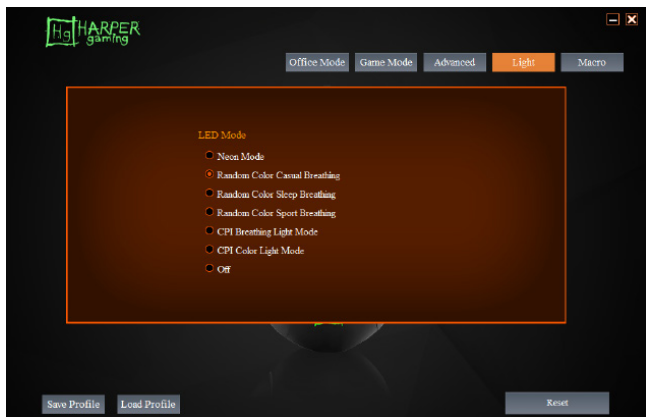 Hg HARPER
gaming
Office Mode Game Mode Advanced Light Macro
LED Mode
Neon Mode
Random Color Casual Breathing
Random Color Sleep Breathing
Random Color Sport Breathing
CPI Breathing Light Mode
CPI Color Light Mode
Off
Save Profile Load Profile Reset